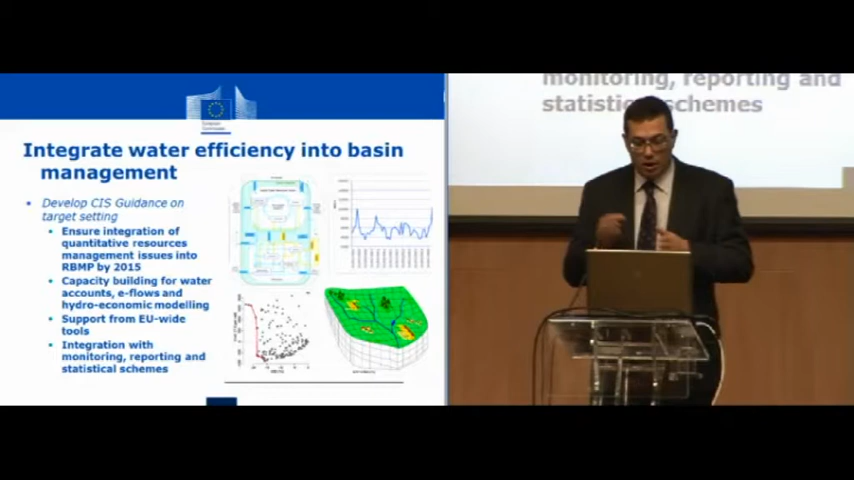 European
Commission
Integrate water efficiency into basin
management
• Develop CIS Guidance on
target setting
• Ensure integration of
quantitative resources
management issues into
RBMP by 2015
• Capacity building for water
accounts, e-flows and
hydro-economic modelling
• Support from EU-wide
tools
• Integration with
monitoring, reporting and
statistical schemes
monitoring, reporting and
schemes